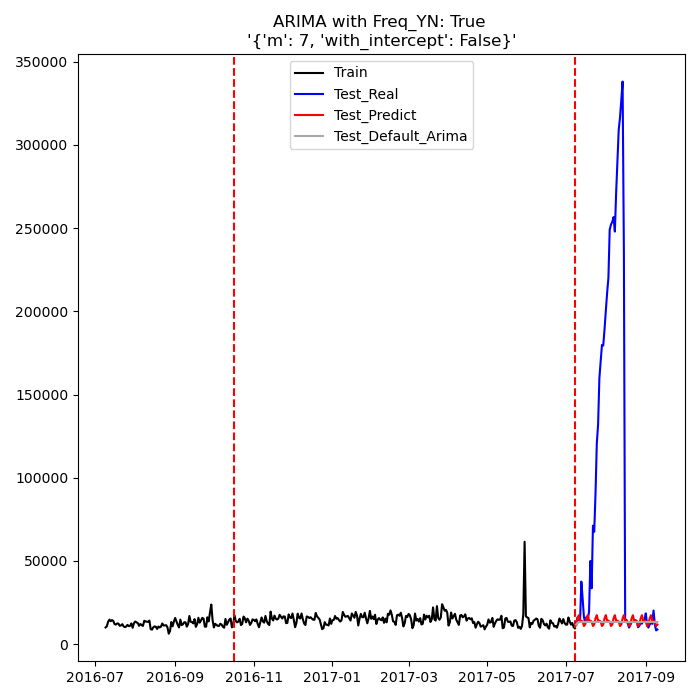 ARIMA with Freq_YN: True
'{'m': 7, 'with_intercept': False}'
350000
300000
250000
200000
150000
100000
50000
0
Train
Test_Real
Test_Predict
Test_Default_Arima
2016-07
2016-09
2016-11
2017-01
2017-03
2017-05
2017-07
2017-09